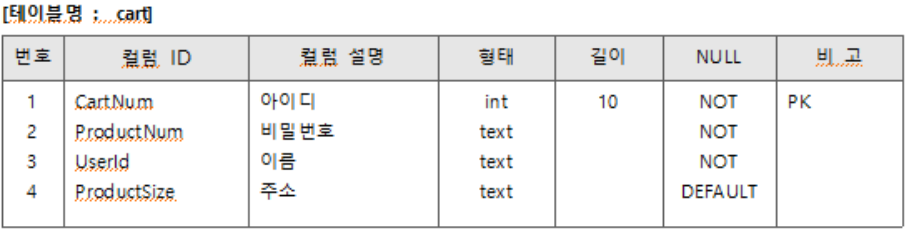 [테이블명 : cart]
번호 컬럼 ID 컬럼 설명 형태 길이 NULL 비 고
1 CartNum 아이디 int 10 NOT PK
2 ProductNum 비밀번호 text NOT
3 UserId 이름 text NOT
4 ProductSize 주소 text DEFAULT